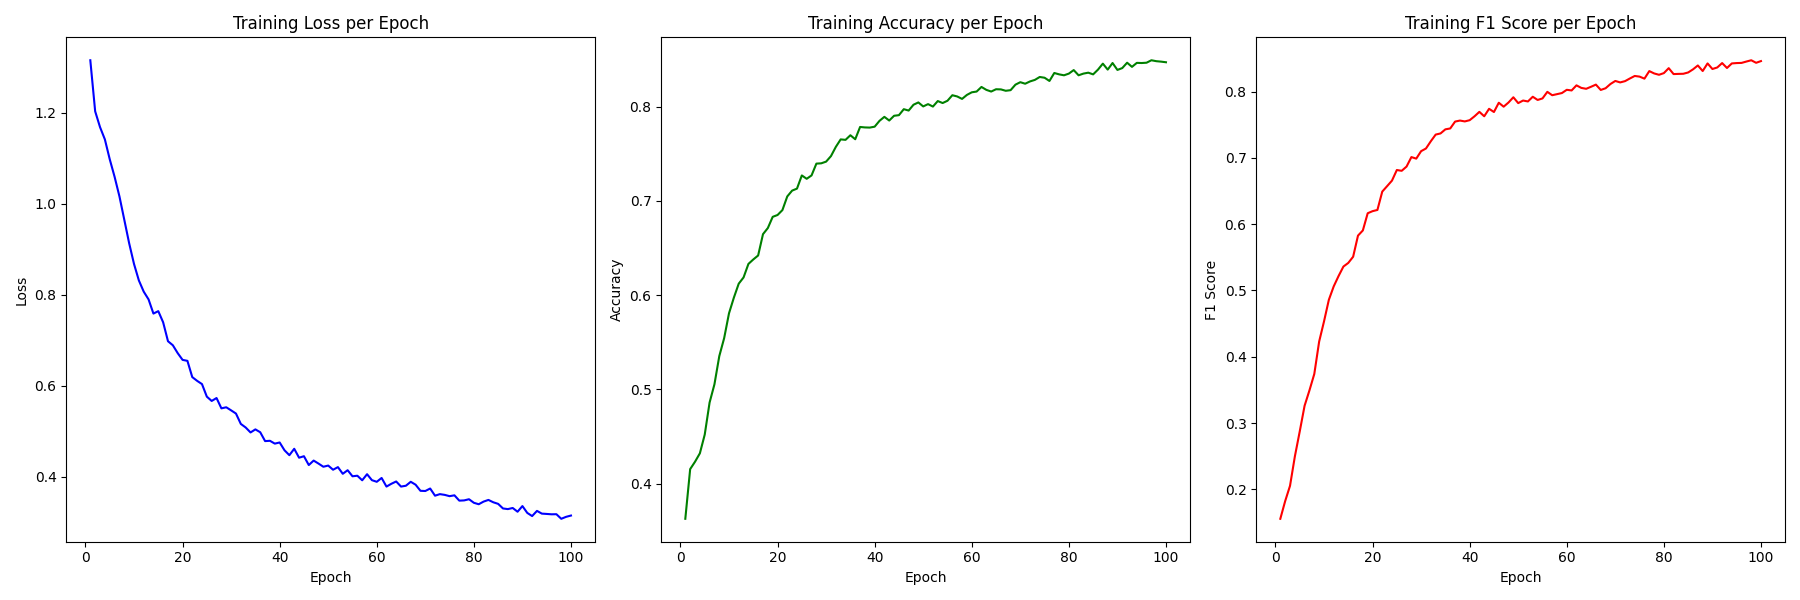 Training Loss per Epoch
1.2
1.0
0.8
0.6
0.4
Loss
0 20 40 60 80 100
Epoch
Training Accuracy per Epoch
0.8
0.7
0.6
0.5
0.4
Accuracy
0 20 40 60 80 100
Epoch
Training F1 Score per Epoch
0.8
0.7
0.6
0.5
0.4
0.3
0.2
F1 Score
0 20 40 60 80 100
Epoch